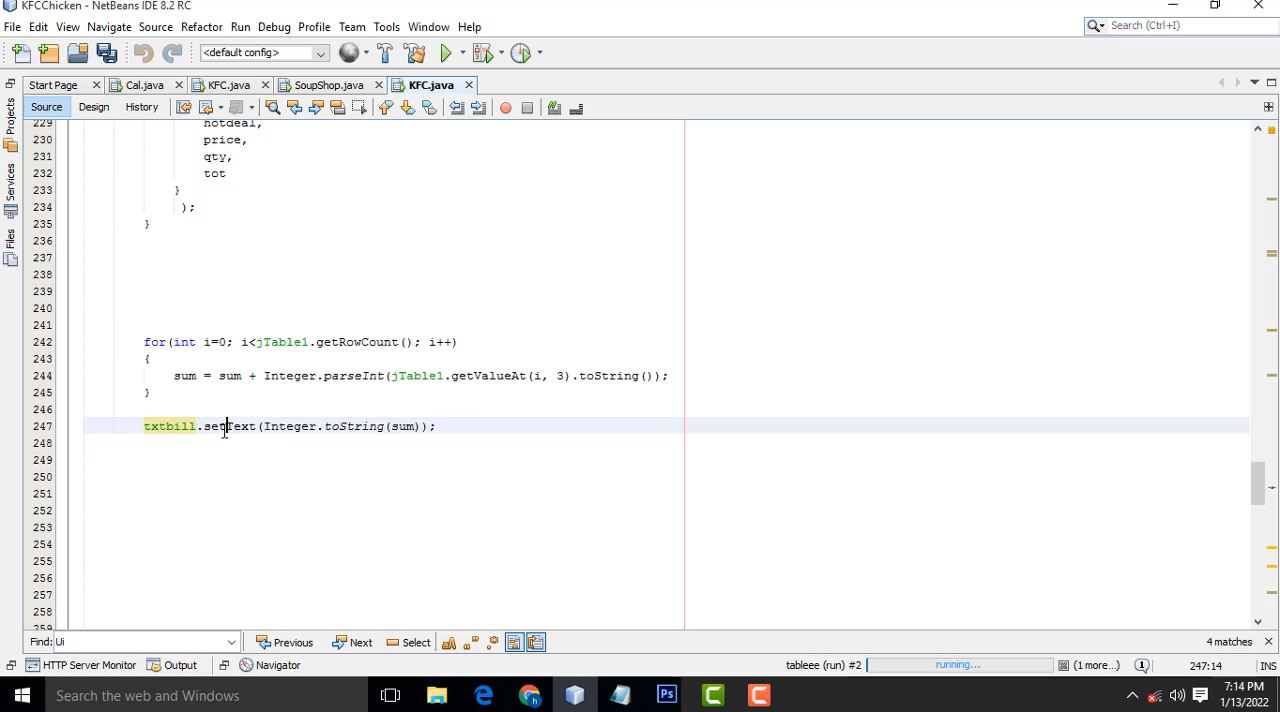 KFCChicken - NetBeans IDE 8.2 RC
File Edit View Navigate Source Refactor Run Debug Profile Team Tools Window Help
Search (Ctrl+I)
<default config>
Start Page Cal.java KFC.java SoupShop.java KFC.java
Source Design History
Projects
Services
Files
229 hotdeal,
230 price,
231 qty,
232 tot
233 }
234 );
235 }
236
237
238
239
240
241
242 for(int i=0; i<jTable1.getRowCount(); i++)
243 {
244 sum = sum + Integer.parseInt(jTable1.getValueAt(i, 3).toString());
245 }
246
247 txtbill.setText(Integer.toString(sum));
248
249
250
251
252
253
254
255
256
257
258
259
Find: Ui Previous Next Select 4 matches
HTTP Server Monitor Output Navigator tableee (run) #2 running... (1 more...) 1 247:14 INS
Search the web and Windows Ps 7:14 PM
1/13/2022